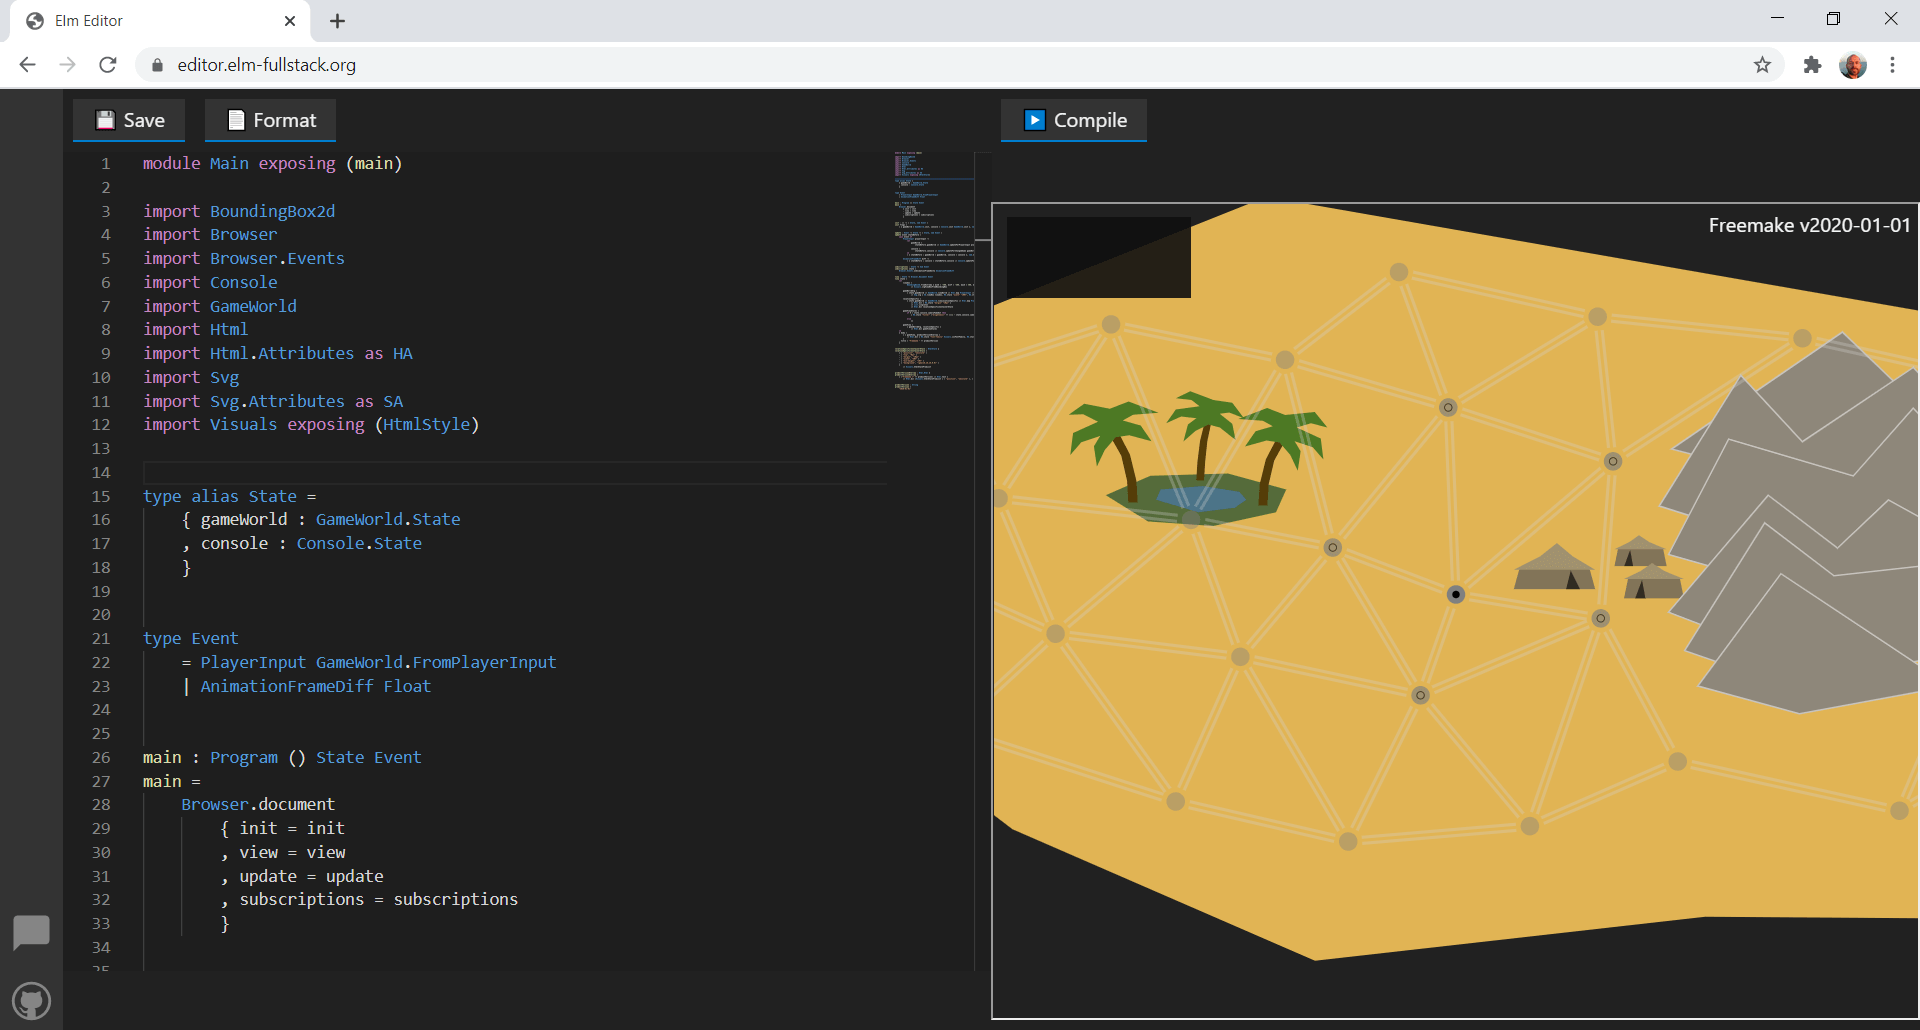 Elm Editor
editor.elm-fullstack.org
Save Format Compile
1 module Main exposing (main)
2
3 import BoundingBox2d
4 import Browser
5 import Browser.Events
6 import Console
7 import GameWorld
8 import Html
9 import Html.Attributes as HA
10 import Svg
11 import Svg.Attributes as SA
12 import Visuals exposing (HtmlStyle)
13
14
15 type alias State =
16 { gameWorld : GameWorld.State
17 , console : Console.State
18 }
19
20
21 type Event
22 = PlayerInput GameWorld.FromPlayerInput
23 | AnimationFrameDiff Float
24
25
26 main : Program () State Event
27 main =
28 Browser.document
29 { init = init
30 , view = view
31 , update = update
32 , subscriptions = subscriptions
33 }
34
35
Freemake v2020-01-01